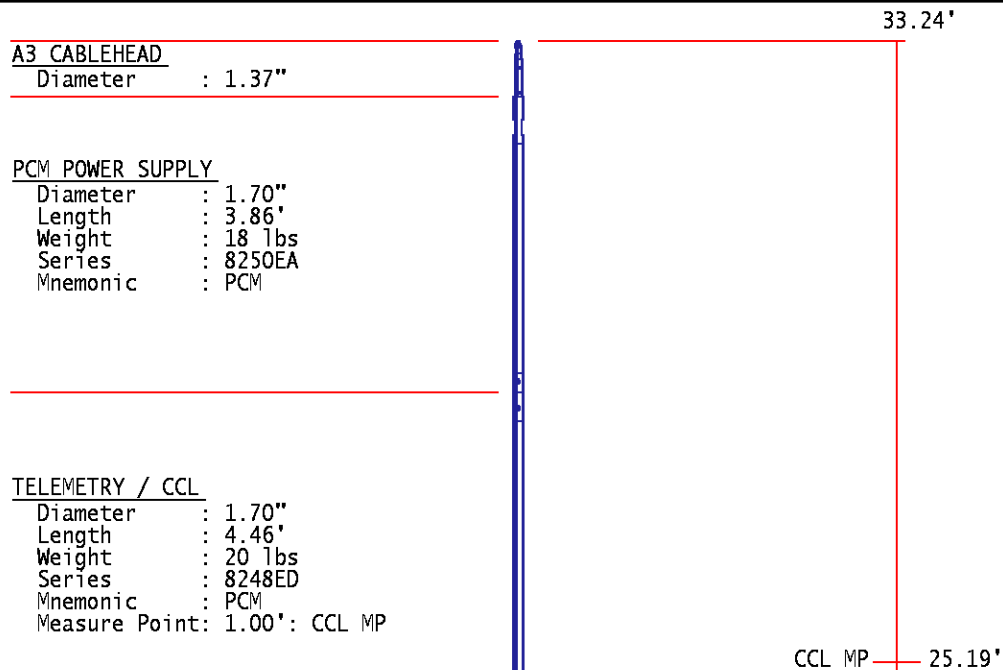 33.24'
A3 CABLEHEAD
Diameter : 1.37"
PCM POWER SUPPLY
Diameter : 1.70"
Length : 3.86'
Weight : 18 lbs
Series : 8250EA
Mnemonic : PCM
TELEMETRY / CCL
Diameter : 1.70"
Length : 4.46'
Weight : 20 lbs
Series : 8248ED
Mnemonic : PCM
Measure Point: 1.00': CCL MP
CCL MP 25.19'